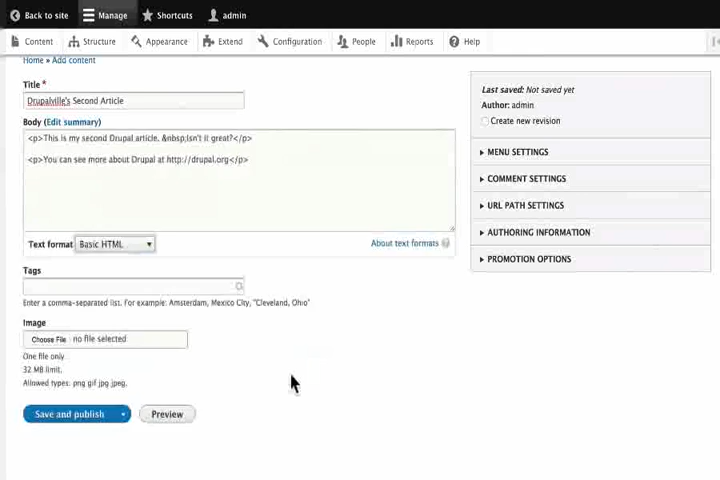 Back to site Manage Shortcuts admin
Content Structure Appearance Extend Configuration People Reports Help
Home » Add content
Title *
Drupalville's Second Article
Body (Edit summary)
<p>This is my second Drupal article. &nbsp;Isn't it great?</p>
<p>You can see more about Drupal at http://drupal.org</p>
Text format Basic HTML About text formats
Tags
Enter a comma-separated list. For example: Amsterdam, Mexico City, "Cleveland, Ohio"
Image
Choose File no file selected
One file only.
32 MB limit.
Allowed types: png gif jpg jpeg.
Save and publish Preview
Last saved: Not saved yet
Author: admin
Create new revision
MENU SETTINGS
COMMENT SETTINGS
URL PATH SETTINGS
AUTHORING INFORMATION
PROMOTION OPTIONS